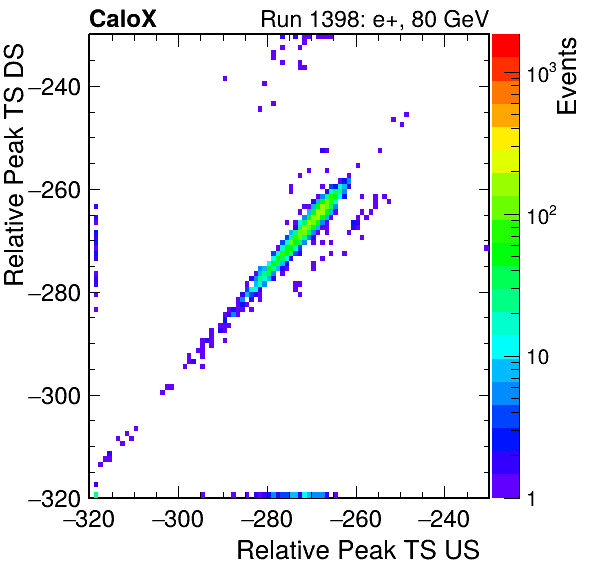 CaloX Run 1398: e+, 80 GeV
Relative Peak TS DS
−240
−260
−280
−300
−320
−320 −300 −280 −260 −240
Relative Peak TS US
Events
10³
10²
10
1